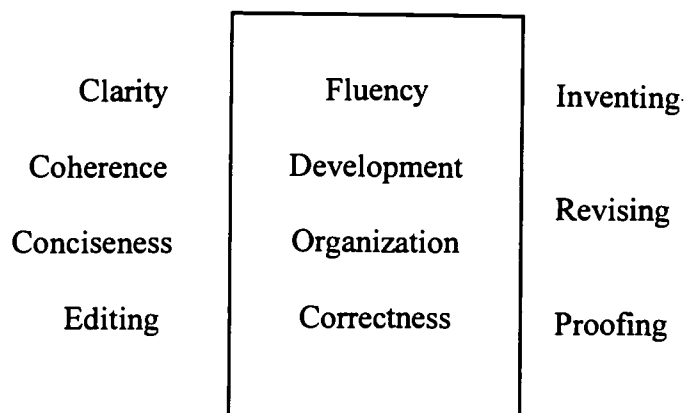 Clarity Fluency Inventing
Coherence Development
Revising
Conciseness Organization
Editing Correctness Proofing